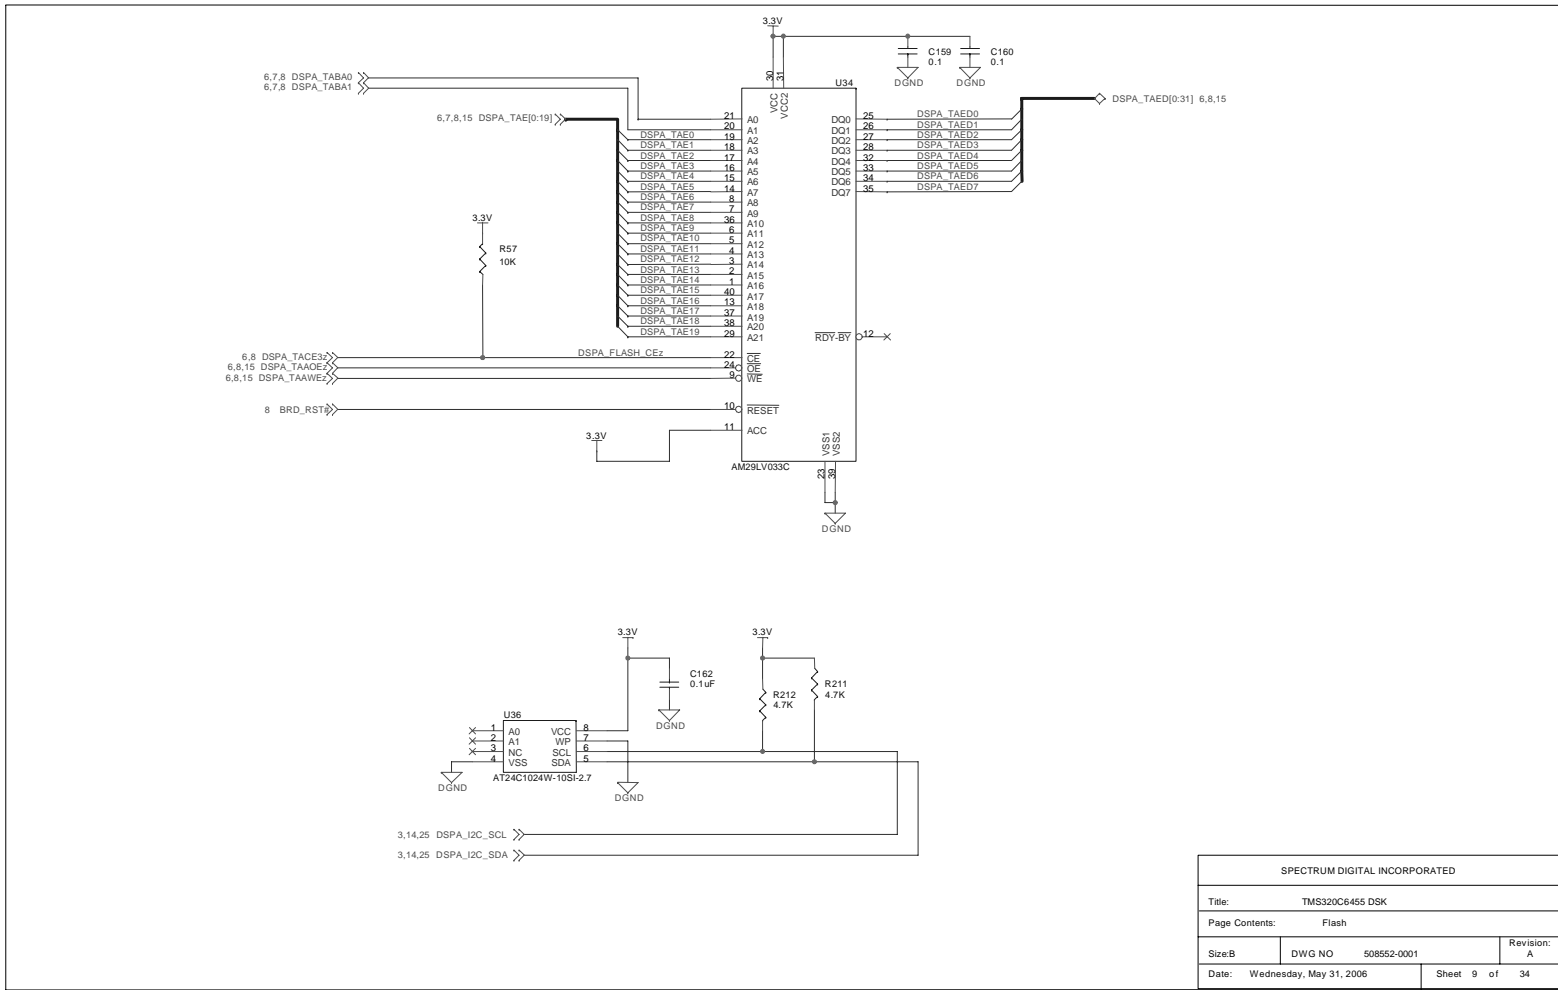 3.3V
C159
0.1
C160
0.1
DGND
DGND
30
31
VCC
VCC2
U34
6,7,8 DSPA_TABA0
6,7,8 DSPA_TABA1
6,7,8,15 DSPA_TAE[0:19]
DSPA_TAED[0:31] 6,8,15
21 A0
20 A1
DSPA_TAE0 19 A2
DSPA_TAE1 18 A3
DSPA_TAE2 17 A4
DSPA_TAE3 16 A5
DSPA_TAE4 15 A6
DSPA_TAE5 14 A7
DSPA_TAE6 8 A8
DSPA_TAE7 7 A9
DSPA_TAE8 36 A10
DSPA_TAE9 6 A11
DSPA_TAE10 5 A12
DSPA_TAE11 4 A13
DSPA_TAE12 3 A14
DSPA_TAE13 2 A15
DSPA_TAE14 1 A16
DSPA_TAE15 40 A17
DSPA_TAE16 13 A18
DSPA_TAE17 37 A19
DSPA_TAE18 38 A20
DSPA_TAE19 29 A21
DQ0 25 DSPA_TAED0
DQ1 26 DSPA_TAED1
DQ2 27 DSPA_TAED2
DQ3 28 DSPA_TAED3
DQ4 32 DSPA_TAED4
DQ5 33 DSPA_TAED5
DQ6 34 DSPA_TAED6
DQ7 35 DSPA_TAED7
3.3V
R57
10K
RDY-BY 12
6,8 DSPA_TACE3z DSPA_FLASH_CEz 22 CE
6,8,15 DSPA_TAAOEz 24 OE
6,8,15 DSPA_TAAWEz 9 WE
8 BRD_RST# 10 RESET
3.3V 11 ACC
VSS1
VSS2
23
39
AM29LV033C
DGND
3.3V
C162
0.1uF
DGND
3.3V
R212
4.7K
R211
4.7K
U36
1 A0 VCC 8
2 A1 WP 7
3 NC SCL 6
4 VSS SDA 5
AT24C1024W-10SI-2.7
DGND
DGND
3,14,25 DSPA_I2C_SCL
3,14,25 DSPA_I2C_SDA
SPECTRUM DIGITAL INCORPORATED
Title: TMS320C6455 DSK
Page Contents: Flash
Size:B DWG NO 508552-0001 Revision: A
Date: Wednesday, May 31, 2006 Sheet 9 of 34